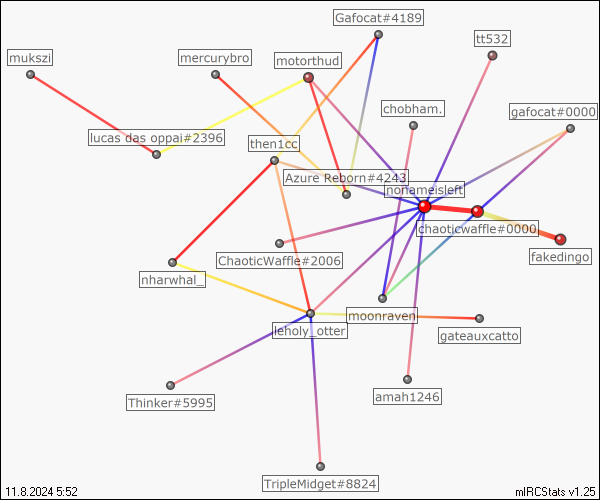 Gafocat#4189
tt532
mukszi
mercurybro
motorthud
chobham.
gafocat#0000
lucas das oppai#2396
then1cc
Azure Reborn#4243
nonameisleft
chaoticwaffle#0000
ChaoticWaffle#2006
fakedingo
nharwhal_
moonraven
leholy_otter
gateauxcatto
Thinker#5995
amah1246
TripleMidget#8824
11.8.2024 5:52
mIRCStats v1.25